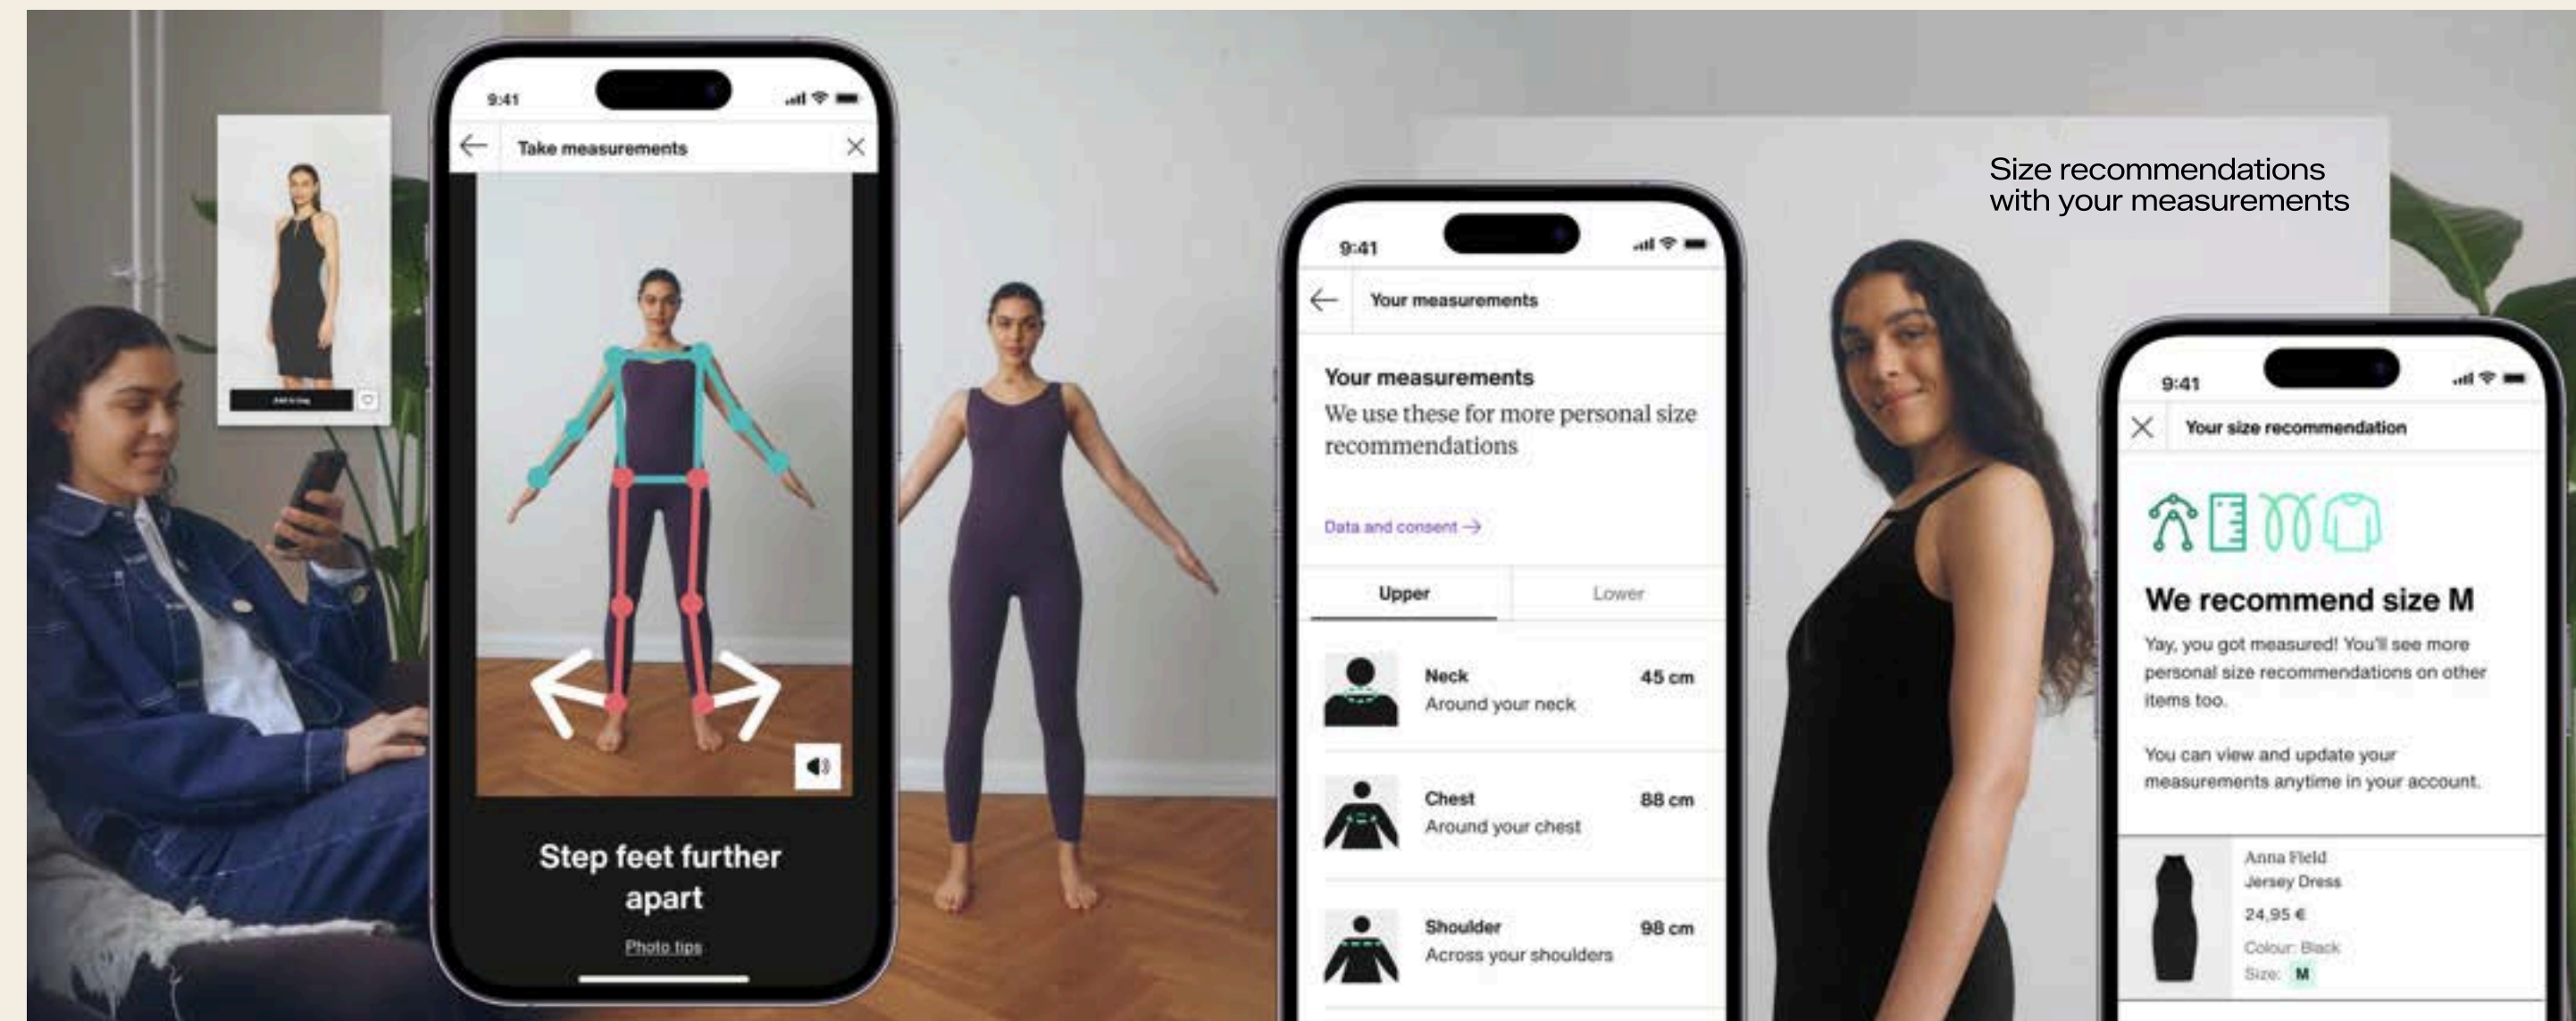 Add to bag
9:41
Take measurements
Step feet further
apart
Photo tips
9:41
Your measurements
Your measurements
We use these for more personal size
recommendations
Data and consent →
Upper
Lower
Neck
45 cm
Around your neck
Chest
88 cm
Around your chest
Shoulder
98 cm
Across your shoulders
Size recommendations
with your measurements
9:41
Your size recommendation
We recommend size M
Yay, you got measured! You'll see more
personal size recommendations on other
items too.
You can view and update your
measurements anytime in your account.
Anna Field
Jersey Dress
24,95 €
Colour: Black
Size: M